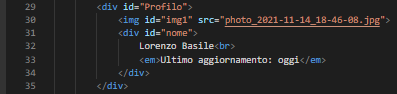 29 <div id="Profilo">
30 <img id="img1" src="photo_2021-11-14_18-46-08.jpg">
31 <div id="nome">
32 Lorenzo Basile<br>
33 <em>Ultimo aggiornamento: oggi</em>
34 </div>
35 </div>